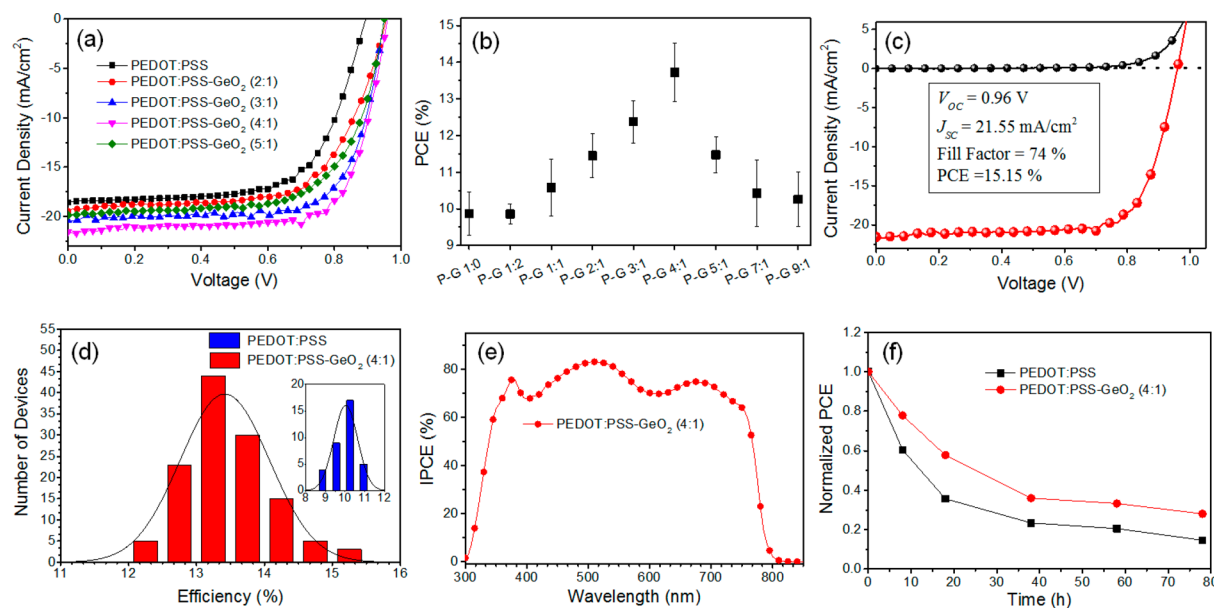 (a)
0
-5
-10
-15
-20
Current Density (mA/cm²)
PEDOT:PSS
PEDOT:PSS-GeO₂ (2:1)
PEDOT:PSS-GeO₂ (3:1)
PEDOT:PSS-GeO₂ (4:1)
PEDOT:PSS-GeO₂ (5:1)
0.0 0.2 0.4 0.6 0.8 1.0
Voltage (V)
(b)
15
14
13
12
11
10
9
PCE (%)
P-G 1:0 P-G 1:2 P-G 1:1 P-G 2:1 P-G 3:1 P-G 4:1 P-G 5:1 P-G 7:1 P-G 9:1
(c)
5
0
-5
-10
-15
-20
Current Density (mA/cm²)
V_OC = 0.96 V
J_SC = 21.55 mA/cm²
Fill Factor = 74 %
PCE =15.15 %
0.0 0.2 0.4 0.6 0.8 1.0
Voltage (V)
(d)
55
50
45
40
35
30
25
20
15
10
5
0
Number of Devices
PEDOT:PSS
PEDOT:PSS-GeO₂ (4:1)
20
15
10
5
0
8 9 10 11 12
11 12 13 14 15 16
Efficiency (%)
(e)
80
60
40
20
0
IPCE (%)
PEDOT:PSS-GeO₂ (4:1)
300 400 500 600 700 800
Wavelength (nm)
(f)
1.2
1.0
0.8
0.6
0.4
0.2
0.0
Normalized PCE
PEDOT:PSS
PEDOT:PSS-GeO₂ (4:1)
0 10 20 30 40 50 60 70 80
Time (h)